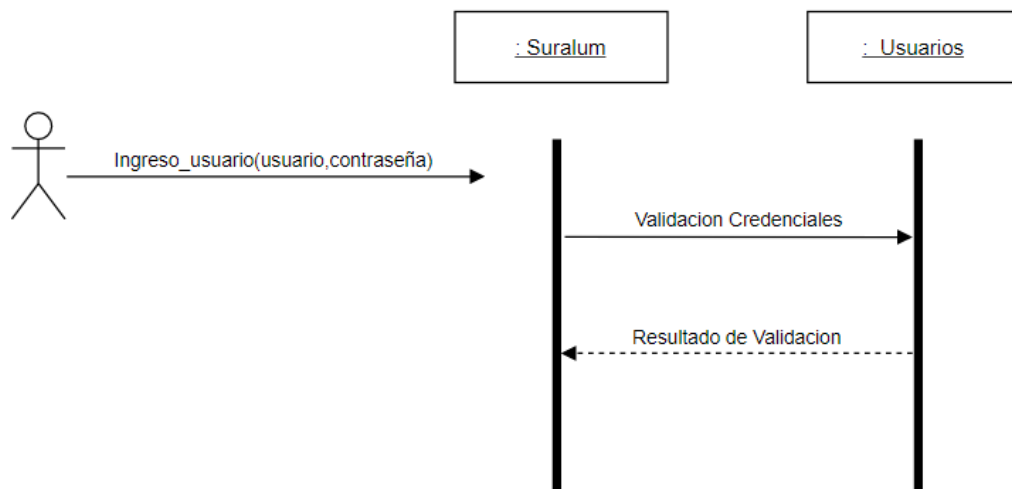 : Suralum
: Usuarios
Ingreso_usuario(usuario,contraseña)
Validacion Credenciales
Resultado de Validacion